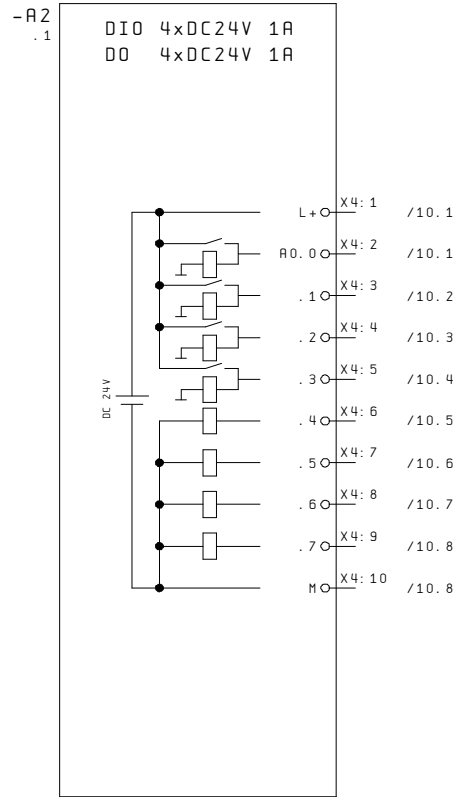 -A2
.1
DIO 4xDC24V 1A
DO 4xDC24V 1A
L+ X4:1 /10.1
A0.0 X4:2 /10.1
.1 X4:3 /10.2
.2 X4:4 /10.3
.3 X4:5 /10.4
DC 24V
.4 X4:6 /10.5
.5 X4:7 /10.6
.6 X4:8 /10.7
.7 X4:9 /10.8
M X4:10 /10.8